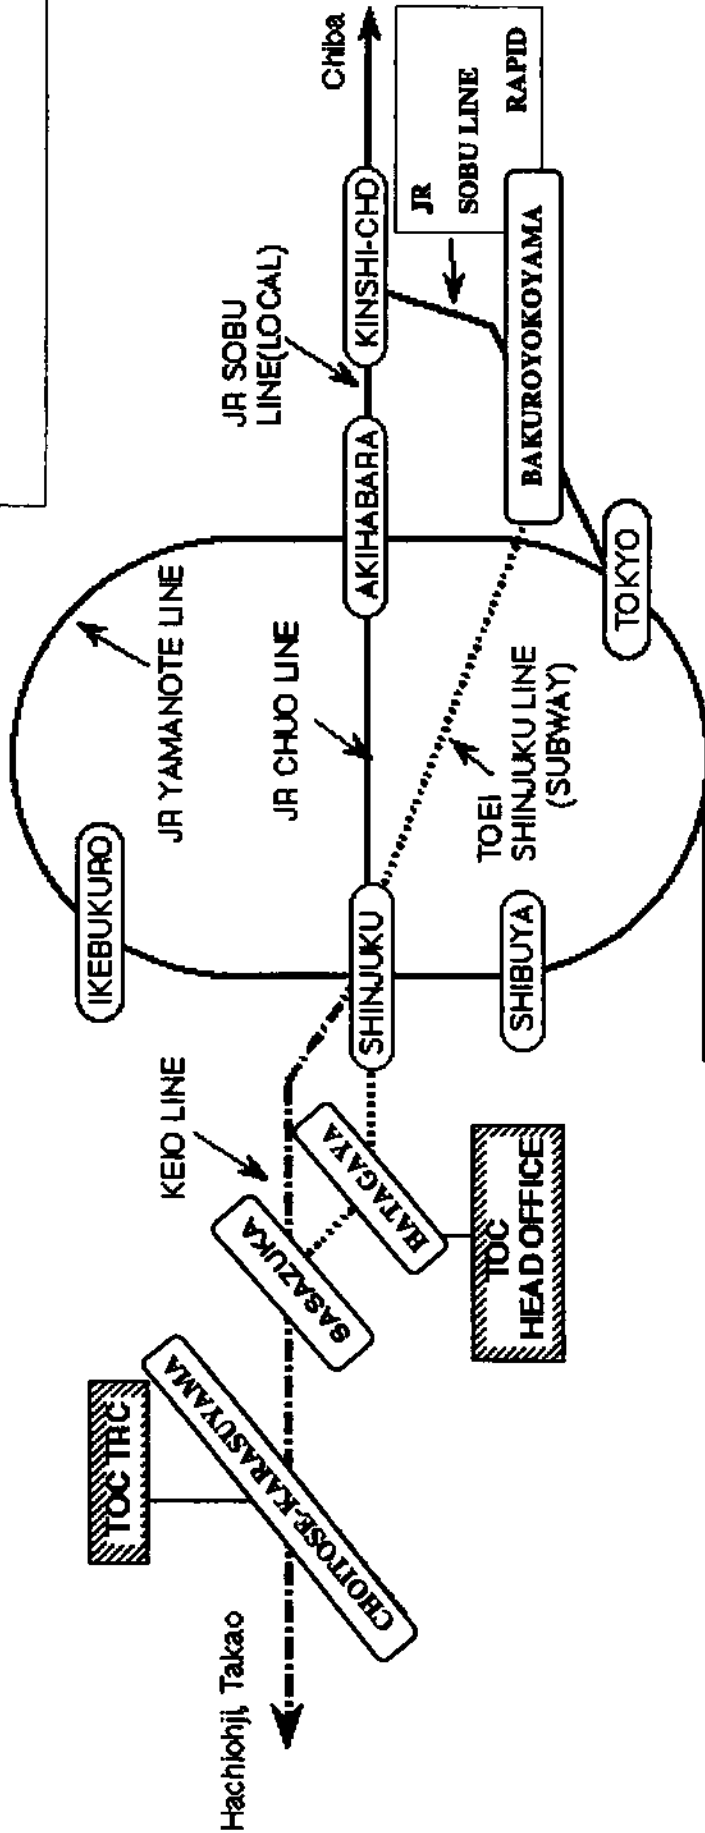 Hachiohji, Takao
TOC TRC
CHOITOSE-KARASUYAMA
SASAZUKA
KEIO LINE
HATAGAYA
TOC
HEAD OFFICE
IKEBUKURO
SHINJUKU
SHIBUYA
JR YAMANOTE LINE
JR CHUO LINE
TOEI
SHINJUKU LINE
(SUBWAY)
AKIHABARA
TOKYO
JR SOBU
LINE(LOCAL)
KINSHI-CHO
BAKUROYOKOYAMA
Chiba
JR
SOBU LINE
RAPID